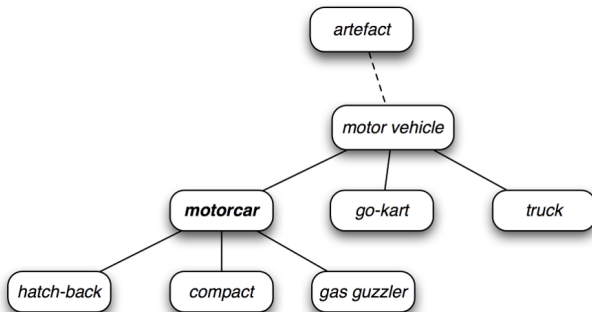 artefact
motor vehicle
motorcar
go-kart
truck
hatch-back
compact
gas guzzler